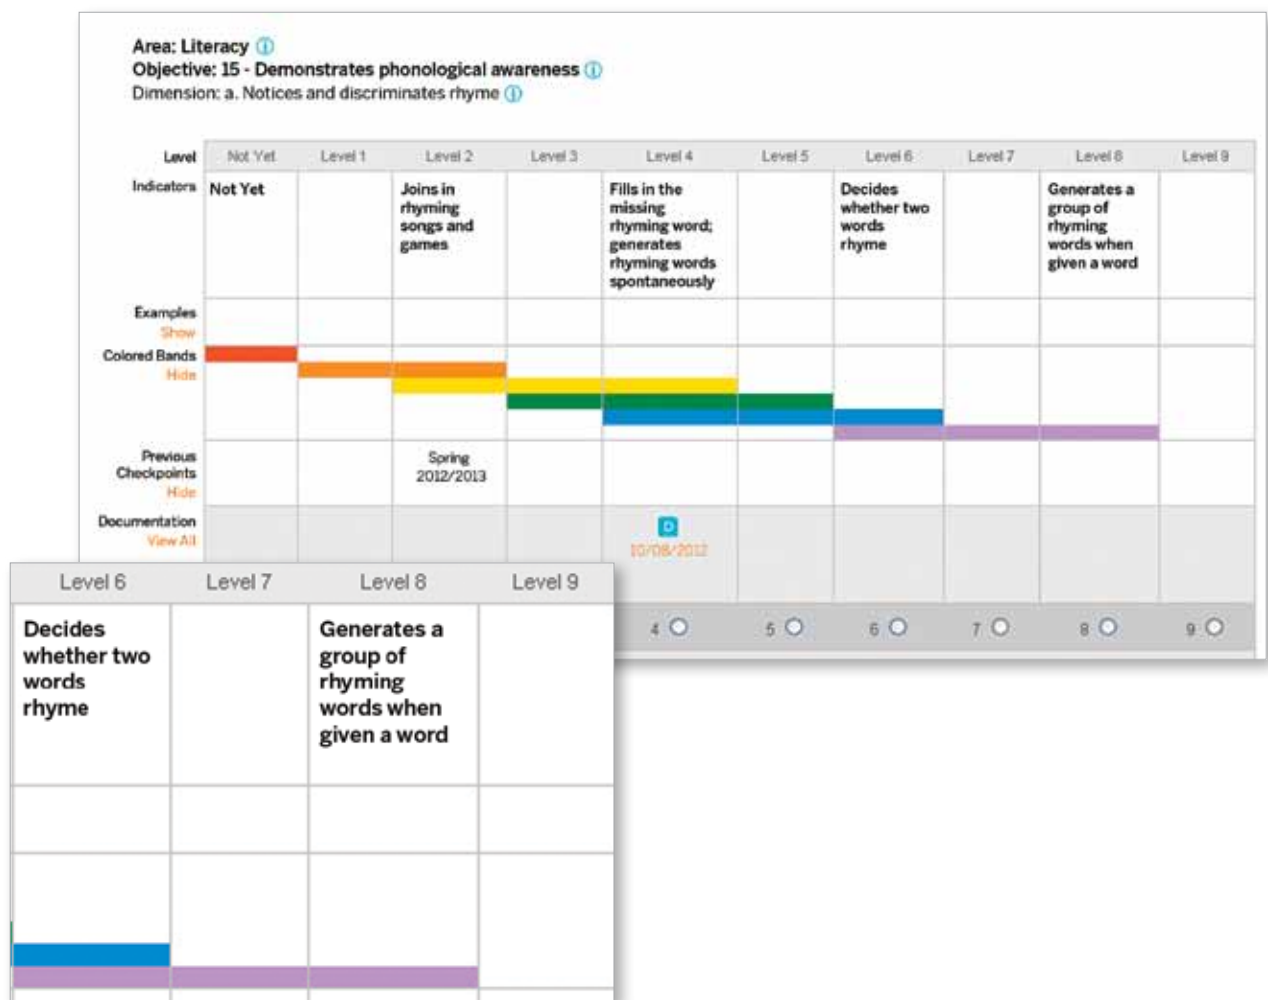 Area: Literacy ⓘ
Objective: 15 - Demonstrates phonological awareness ⓘ
Dimension: a. Notices and discriminates rhyme ⓘ
Level Not Yet Level 1 Level 2 Level 3 Level 4 Level 5 Level 6 Level 7 Level 8 Level 9
Indicators
Not Yet
Joins in
rhyming
songs and
games
Fills in the
missing
rhyming word;
generates
rhyming words
spontaneously
Decides
whether two
words
rhyme
Generates a
group of
rhyming
words when
given a word
Examples
Show
Colored Bands
Hide
Previous
Checkpoints
Hide
Spring
2012/2013
Documentation
View All
D
10/08/2012
4 5 6 7 8 9
Level 6 Level 7 Level 8 Level 9
Decides
whether two
words
rhyme
Generates a
group of
rhyming
words when
given a word